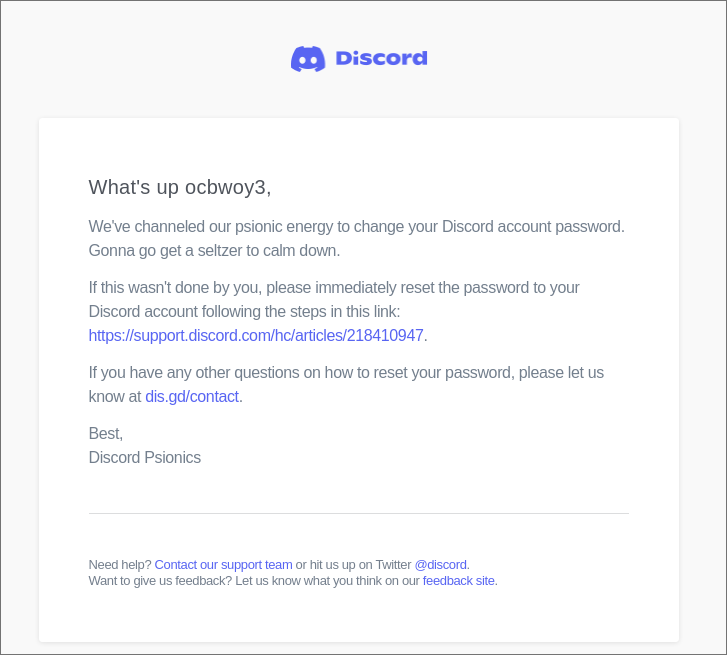 Discord
What's up ocbwoy3,
We've channeled our psionic energy to change your Discord account password.
Gonna go get a seltzer to calm down.
If this wasn't done by you, please immediately reset the password to your
Discord account following the steps in this link:
https://support.discord.com/hc/articles/218410947.
If you have any other questions on how to reset your password, please let us
know at dis.gd/contact.
Best,
Discord Psionics
Need help? Contact our support team or hit us up on Twitter @discord.
Want to give us feedback? Let us know what you think on our feedback site.